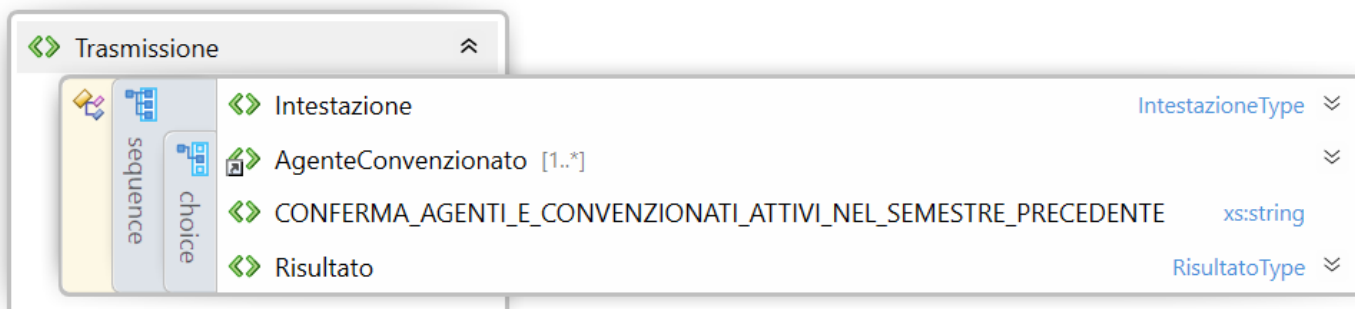 Trasmissione
Intestazione IntestazioneType
AgenteConvenzionato [1..*]
CONFERMA_AGENTI_E_CONVENZIONATI_ATTIVI_NEL_SEMESTRE_PRECEDENTE xs:string
Risultato RisultatoType
sequence
choice